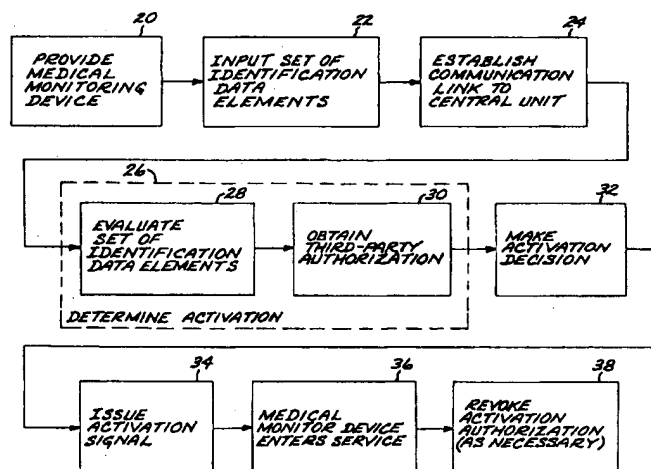 20
PROVIDE
MEDICAL
MONITORING
DEVICE
22
INPUT SET OF
IDENTIFICATION
DATA
ELEMENTS
24
ESTABLISH
COMMUNICATION
LINK TO
CENTRAL UNIT
26
28
EVALUATE
SET OF
IDENTIFICATION
DATA ELEMENTS
30
OBTAIN
THIRD-PARTY
AUTHORIZATION
DETERMINE ACTIVATION
32
MAKE
ACTIVATION
DECISION
34
ISSUE
ACTIVATION
SIGNAL
36
MEDICAL
MONITOR DEVICE
ENTERS SERVICE
38
REVOKE
ACTIVATION
AUTHORIZATION
(AS NECESSARY)